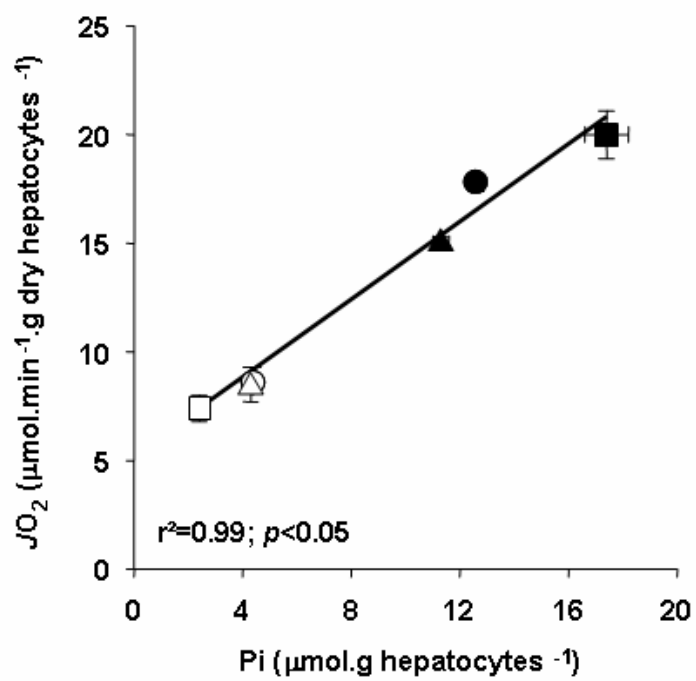 25
20
15
10
5
0
JO₂ (µmol.min⁻¹.g dry hepatocytes ⁻¹)
r²=0.99; p<0.05
0 4 8 12 16 20
Pi (µmol.g hepatocytes ⁻¹)